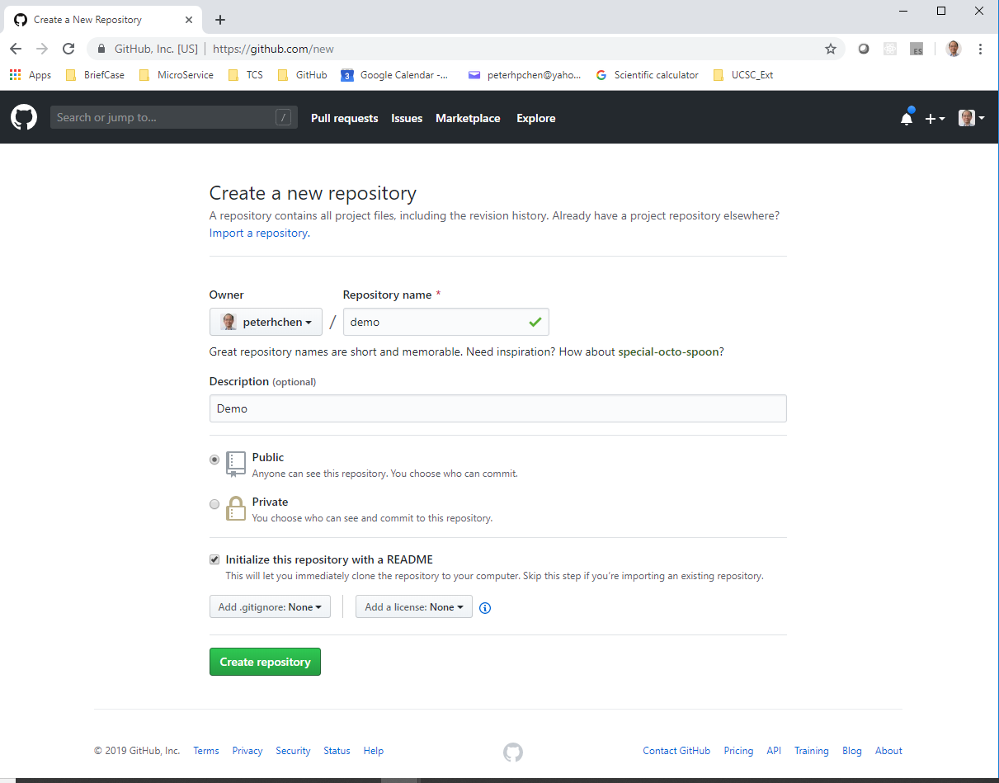 Create a New Repository
GitHub, Inc. [US] https://github.com/new
Apps BriefCase MicroService TCS GitHub 3 Google Calendar -... peterhpchen@yaho... G Scientific calculator UCSC_Ext
ES
Search or jump to... / Pull requests Issues Marketplace Explore
Create a new repository
A repository contains all project files, including the revision history. Already have a project repository elsewhere?
Import a repository.
Owner Repository name *
peterhchen / demo
Great repository names are short and memorable. Need inspiration? How about special-octo-spoon?
Description (optional)
Demo
Public
Anyone can see this repository. You choose who can commit.
Private
You choose who can see and commit to this repository.
Initialize this repository with a README
This will let you immediately clone the repository to your computer. Skip this step if you're importing an existing repository.
Add .gitignore: None Add a license: None
Create repository
© 2019 GitHub, Inc. Terms Privacy Security Status Help Contact GitHub Pricing API Training Blog About